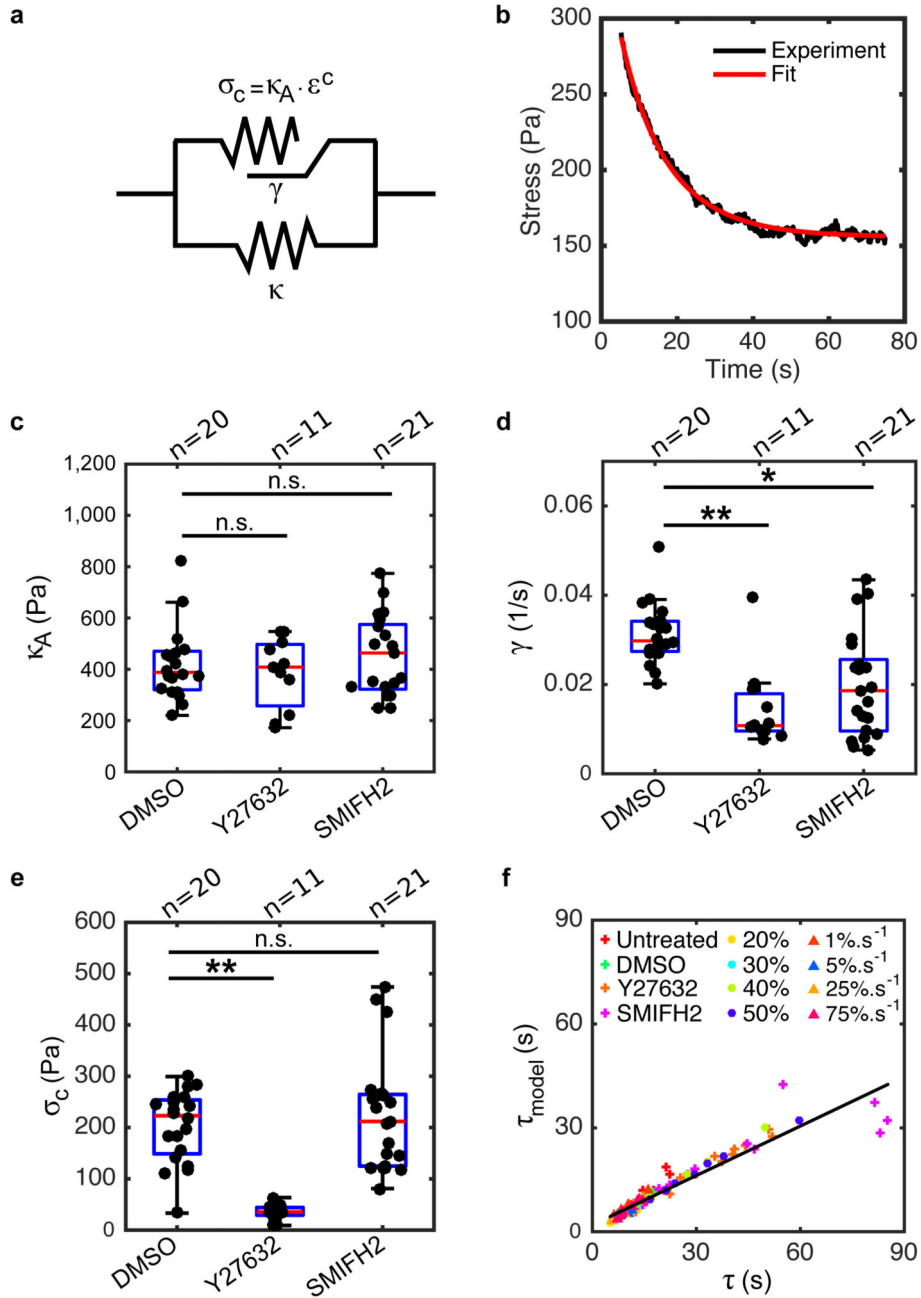 a
σc=κA·εc
γ
κ
b
300
250
200
150
100
Stress (Pa)
Experiment
Fit
0 20 40 60 80
Time (s)
c
n=20 n=11 n=21
1,200
1,000
800
600
400
200
0
κA (Pa)
n.s.
n.s.
DMSO Y27632 SMIFH2
d
n=20 n=11 n=21
0.06
0.04
0.02
0
γ (1/s)
*
**
DMSO Y27632 SMIFH2
e
n=20 n=11 n=21
600
500
400
300
200
100
0
σc (Pa)
n.s.
**
DMSO Y27632 SMIFH2
f
90
60
30
0
τmodel (s)
Untreated 20% 1%.s-1
DMSO 30% 5%.s-1
Y27632 40% 25%.s-1
SMIFH2 50% 75%.s-1
0 30 60 90
τ (s)